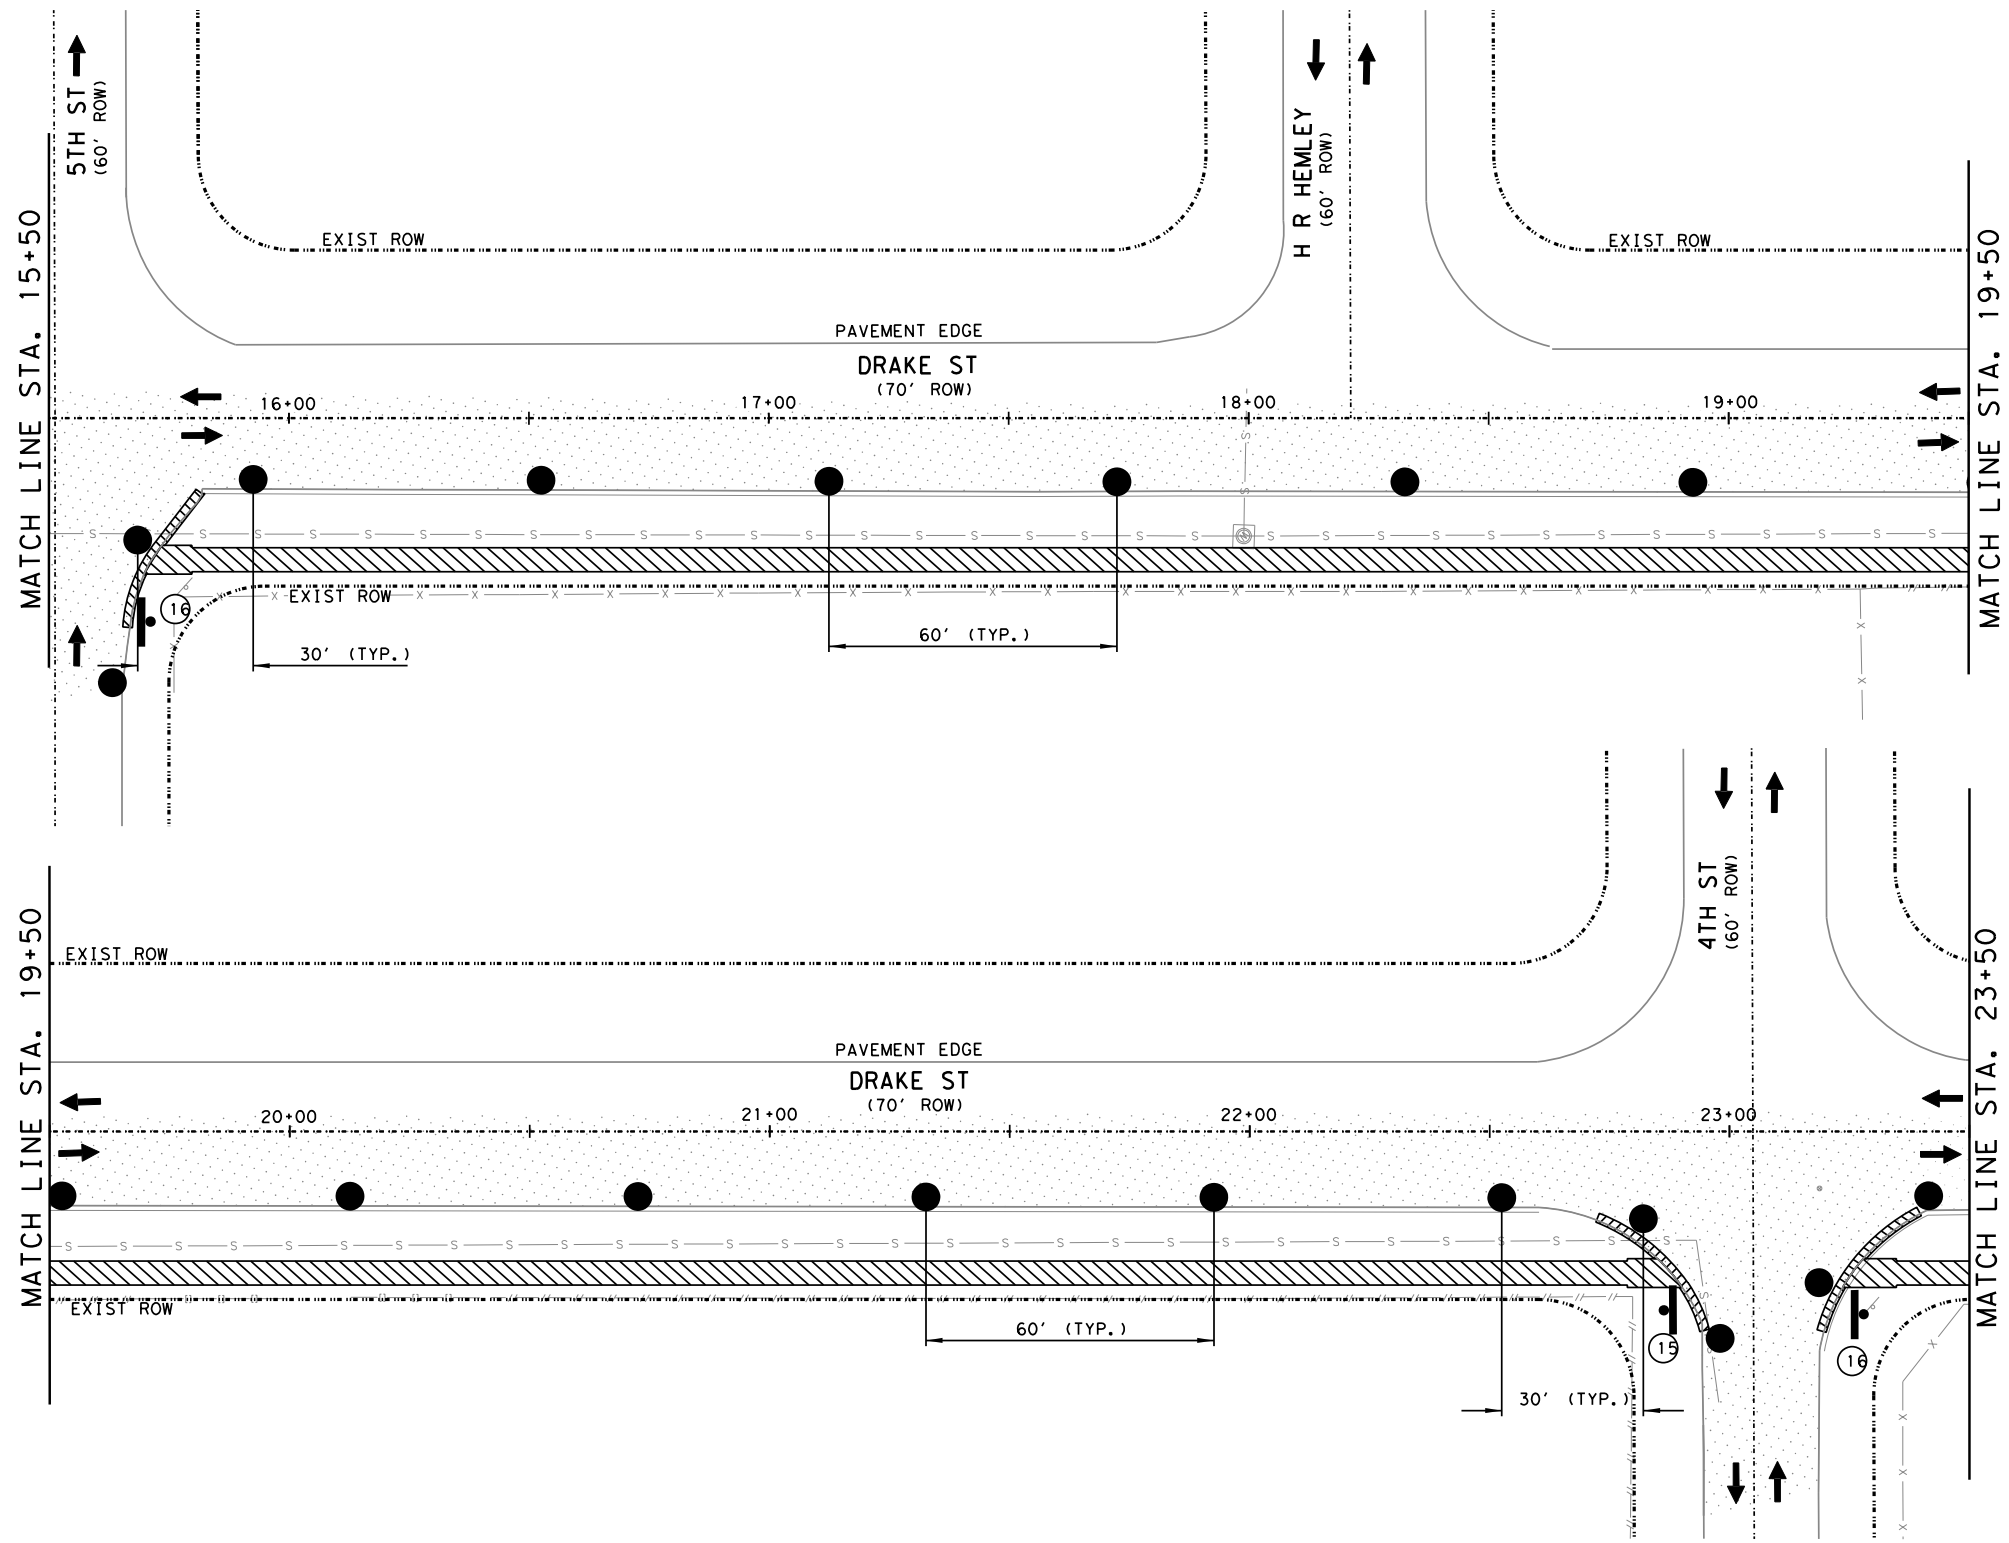 5TH ST
(60' ROW)
H R HEMLEY
(60' ROW)
MATCH LINE STA. 15+50
MATCH LINE STA. 19+50
EXIST ROW
EXIST ROW
PAVEMENT EDGE
DRAKE ST
(70' ROW)
16+00
17+00
18+00
19+00
S S S S S S S S S S S S S S S S S S S S S S S S S S S S S S S S S S S
EXIST ROW
16
60' (TYP.)
30' (TYP.)
4TH ST
(60' ROW)
MATCH LINE STA. 19+50
MATCH LINE STA. 23+50
EXIST ROW
PAVEMENT EDGE
DRAKE ST
(70' ROW)
20+00
21+00
22+00
23+00
EXIST ROW
60' (TYP.)
15
16
30' (TYP.)